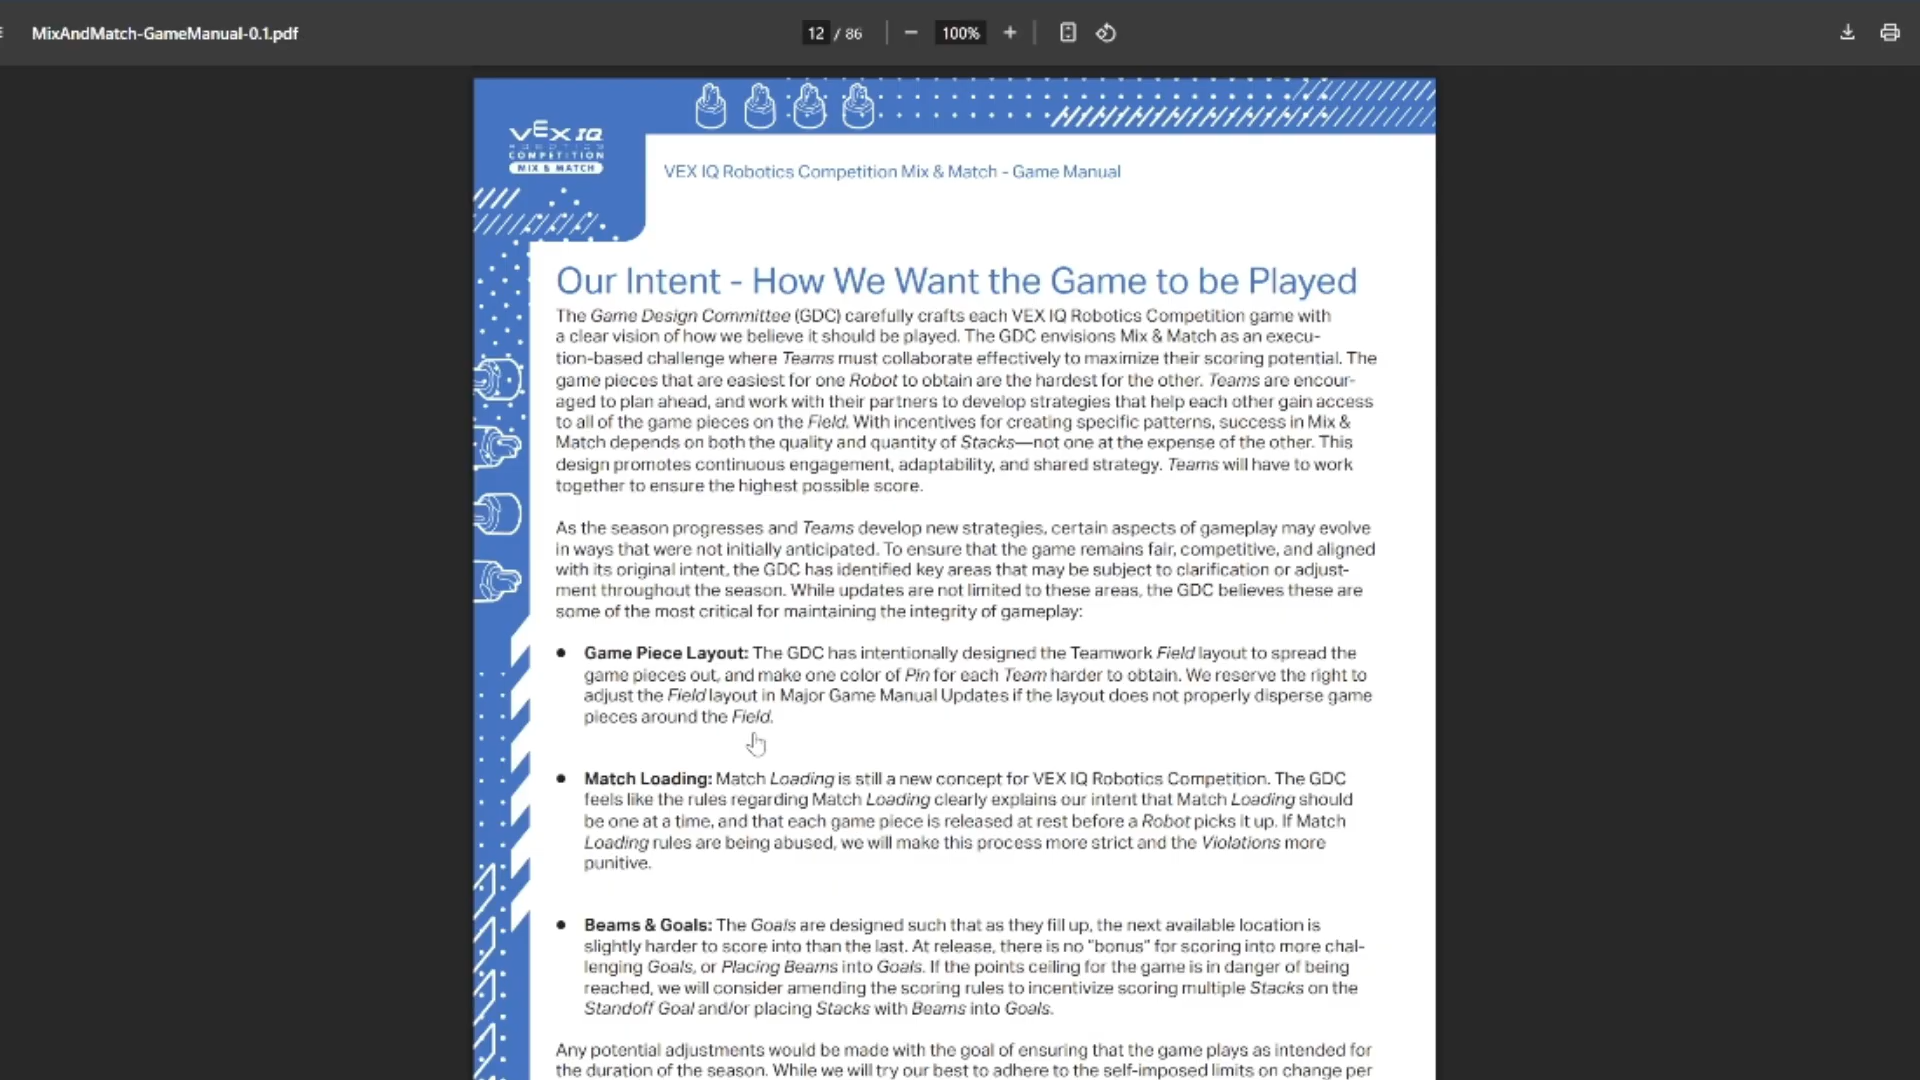 MixAndMatch-GameManual-0.1.pdf
12 / 86
100%
VEX IQ
ROBOTICS
COMPETITION
MIX & MATCH
VEX IQ Robotics Competition Mix & Match - Game Manual
Our Intent - How We Want the Game to be Played
The Game Design Committee (GDC) carefully crafts each VEX IQ Robotics Competition game with
a clear vision of how we believe it should be played. The GDC envisions Mix & Match as an execu-
tion-based challenge where Teams must collaborate effectively to maximize their scoring potential. The
game pieces that are easiest for one Robot to obtain are the hardest for the other. Teams are encour-
aged to plan ahead, and work with their partners to develop strategies that help each other gain access
to all of the game pieces on the Field. With incentives for creating specific patterns, success in Mix &
Match depends on both the quality and quantity of Stacks—not one at the expense of the other. This
design promotes continuous engagement, adaptability, and shared strategy. Teams will have to work
together to ensure the highest possible score.
As the season progresses and Teams develop new strategies, certain aspects of gameplay may evolve
in ways that were not initially anticipated. To ensure that the game remains fair, competitive, and aligned
with its original intent, the GDC has identified key areas that may be subject to clarification or adjust-
ment throughout the season. While updates are not limited to these areas, the GDC believes these are
some of the most critical for maintaining the integrity of gameplay:
● Game Piece Layout: The GDC has intentionally designed the Teamwork Field layout to spread the
game pieces out, and make one color of Pin for each Team harder to obtain. We reserve the right to
adjust the Field layout in Major Game Manual Updates if the layout does not properly disperse game
pieces around the Field.
● Match Loading: Match Loading is still a new concept for VEX IQ Robotics Competition. The GDC
feels like the rules regarding Match Loading clearly explains our intent that Match Loading should
be one at a time, and that each game piece is released at rest before a Robot picks it up. If Match
Loading rules are being abused, we will make this process more strict and the Violations more
punitive.
● Beams & Goals: The Goals are designed such that as they fill up, the next available location is
slightly harder to score into than the last. At release, there is no "bonus" for scoring into more chal-
lenging Goals, or Placing Beams into Goals. If the points ceiling for the game is in danger of being
reached, we will consider amending the scoring rules to incentivize scoring multiple Stacks on the
Standoff Goal and/or placing Stacks with Beams into Goals.
Any potential adjustments would be made with the goal of ensuring that the game plays as intended for
the duration of the season. While we will try our best to adhere to the self-imposed limits on change per